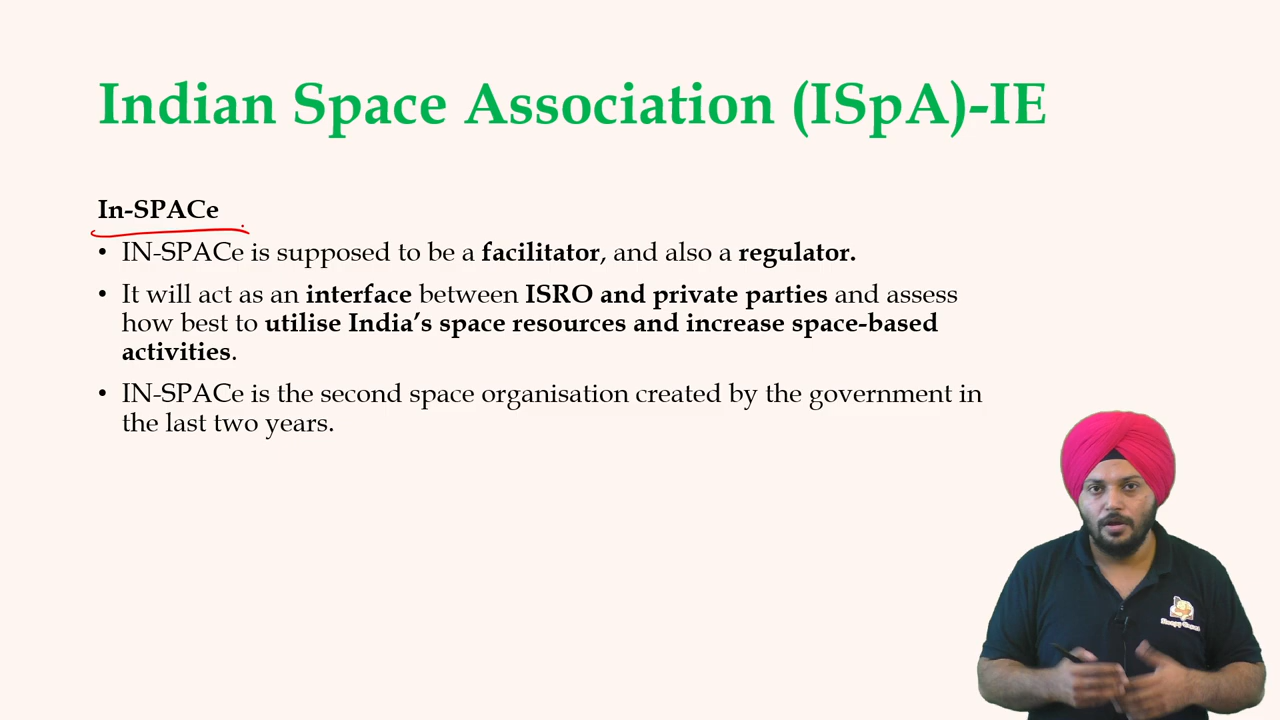 Indian Space Association (ISpA)-IE
In-SPACe
• IN-SPACe is supposed to be a facilitator, and also a regulator.
• It will act as an interface between ISRO and private parties and assess
how best to utilise India’s space resources and increase space-based
activities.
• IN-SPACe is the second space organisation created by the government in
the last two years.